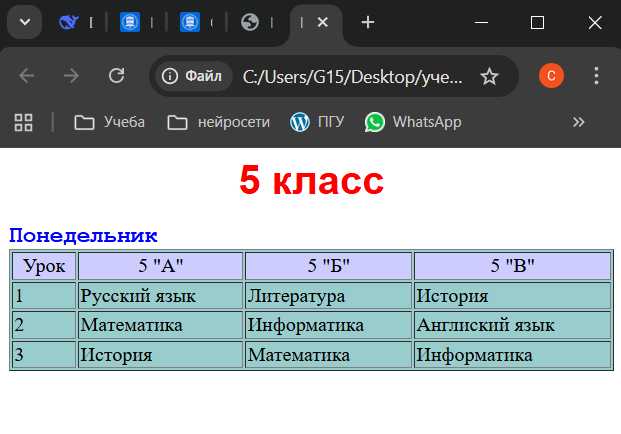 Файл C:/Users/G15/Desktop/уче...
С
Учеба нейросети ПГУ WhatsApp »
5 класс
Понедельник
Урок 5 "А" 5 "Б" 5 "В"
1 Русский язык Литература История
2 Математика Информатика Англиский язык
3 История Математика Информатика